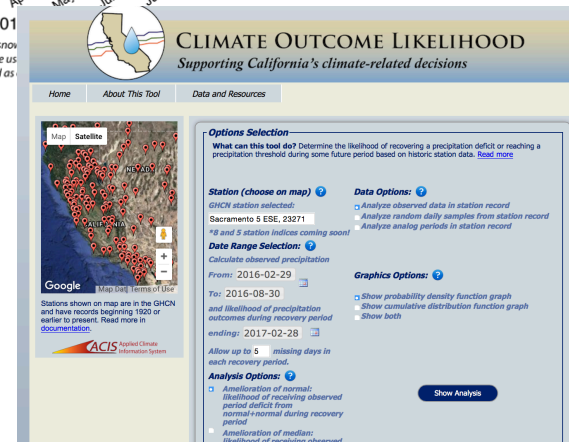 CLIMATE OUTCOME LIKELIHOOD
Supporting California's climate-related decisions
Home About This Tool Data and Resources
Map Satellite
NEVAD
CALIF NIA
+
−
Google Map Dat Terms of Use
Stations shown on map are in the GHCN
and have records beginning 1920 or
earlier to present. Read more in
documentation.
ACIS Applied Climate
Information System
Options Selection
What can this tool do? Determine the likelihood of recovering a precipitation deficit or reaching a
precipitation threshold during some future period based on historic station data. Read more
Station (choose on map) ?
GHCN station selected:
Sacramento 5 ESE, 23271
*8 and 5 station indices coming soon!
Date Range Selection: ?
Calculate observed precipitation
From: 2016-02-29
To: 2016-08-30
and likelihood of precipitation
outcomes during recovery period
ending: 2017-02-28
Allow up to 5 missing days in
each recovery period.
Analysis Options: ?
Amelioration of normal:
likelihood of receiving observed
period deficit from
normal+normal during recovery
period
Amelioration of median:
likelihood of receiving observed
Data Options: ?
Analyze observed data in station record
Analyze random daily samples from station record
Analyze analog periods in station record
Graphics Options: ?
Show probability density function graph
Show cumulative distribution function graph
Show both
Show Analysis